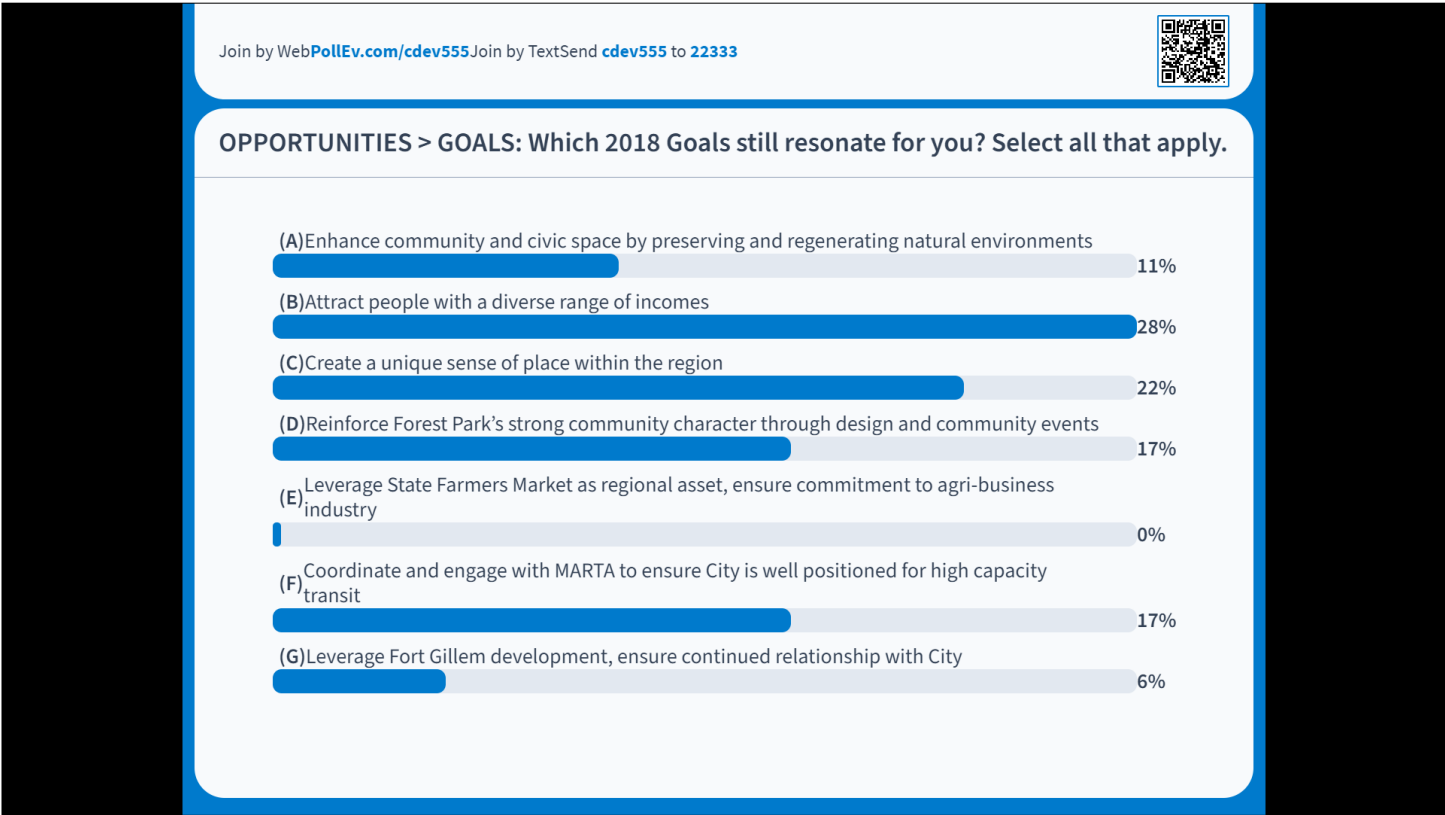 Join by WebPollEv.com/cdev555Join by TextSend cdev555 to 22333
OPPORTUNITIES > GOALS: Which 2018 Goals still resonate for you? Select all that apply.
(A)Enhance community and civic space by preserving and regenerating natural environments
11%
(B)Attract people with a diverse range of incomes
28%
(C)Create a unique sense of place within the region
22%
(D)Reinforce Forest Park’s strong community character through design and community events
17%
(E)Leverage State Farmers Market as regional asset, ensure commitment to agri-business
industry
0%
(F)Coordinate and engage with MARTA to ensure City is well positioned for high capacity
transit
17%
(G)Leverage Fort Gillem development, ensure continued relationship with City
6%